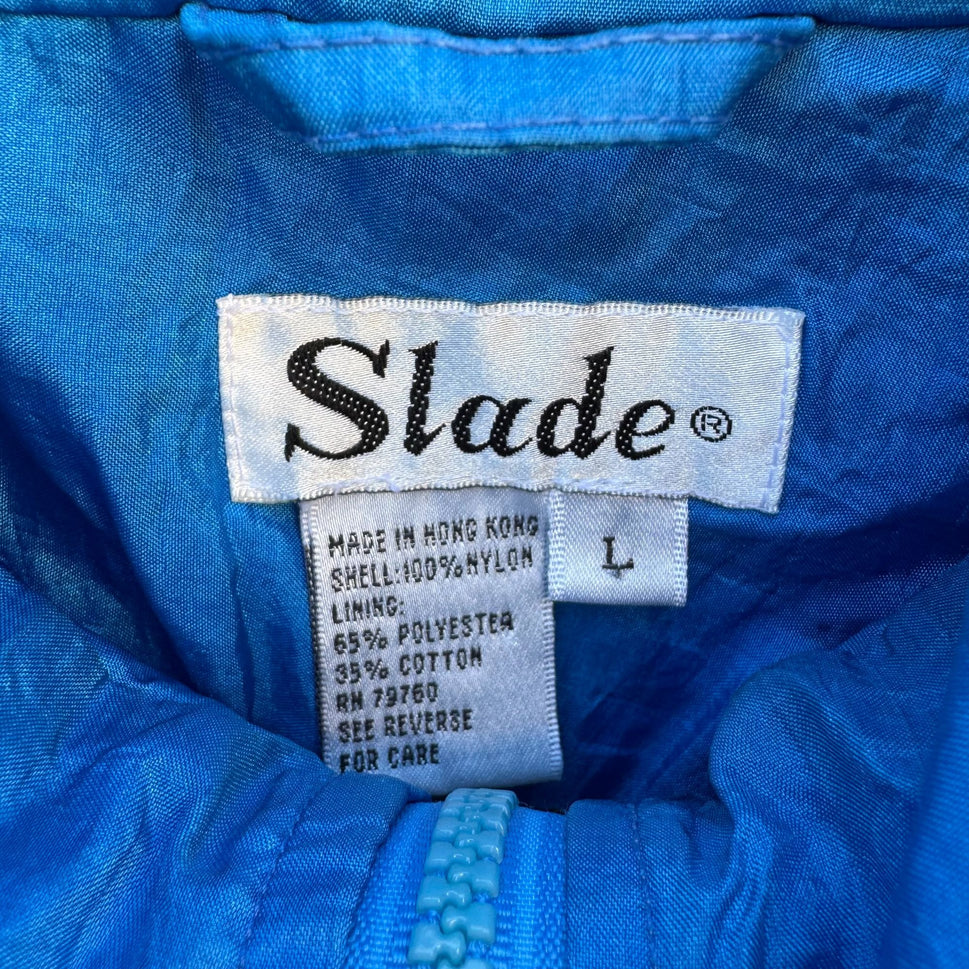 Slade®
MADE IN HONG KONG
SHELL:100%NYLON
LINING:
65% POLYESTER
35% COTTON
RN 79760
SEE REVERSE
FOR CARE
L